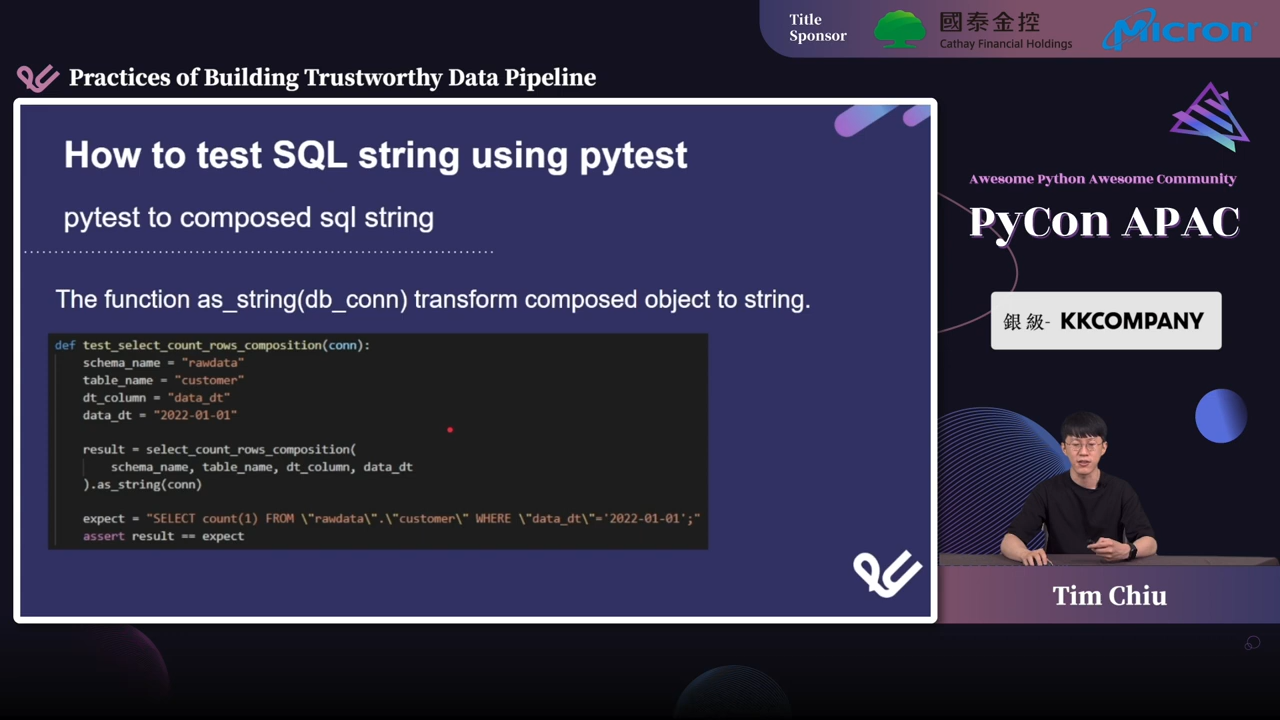 Title
Sponsor
國泰金控
Cathay Financial Holdings
Micron
Practices of Building Trustworthy Data Pipeline
How to test SQL string using pytest
pytest to composed sql string
The function as_string(db_conn) transform composed object to string.
def test_select_count_rows_composition(conn):
    schema_name = "rawdata"
    table_name = "customer"
    dt_column = "data_dt"
    data_dt = "2022-01-01"
    result = select_count_rows_composition(
        schema_name, table_name, dt_column, data_dt
    ).as_string(conn)
    expect = "SELECT count(1) FROM \"rawdata\".\"customer\" WHERE \"data_dt\"='2022-01-01';"
    assert result == expect
Awesome Python Awesome Community
PyCon APAC
銀級- KKCOMPANY
Tim Chiu